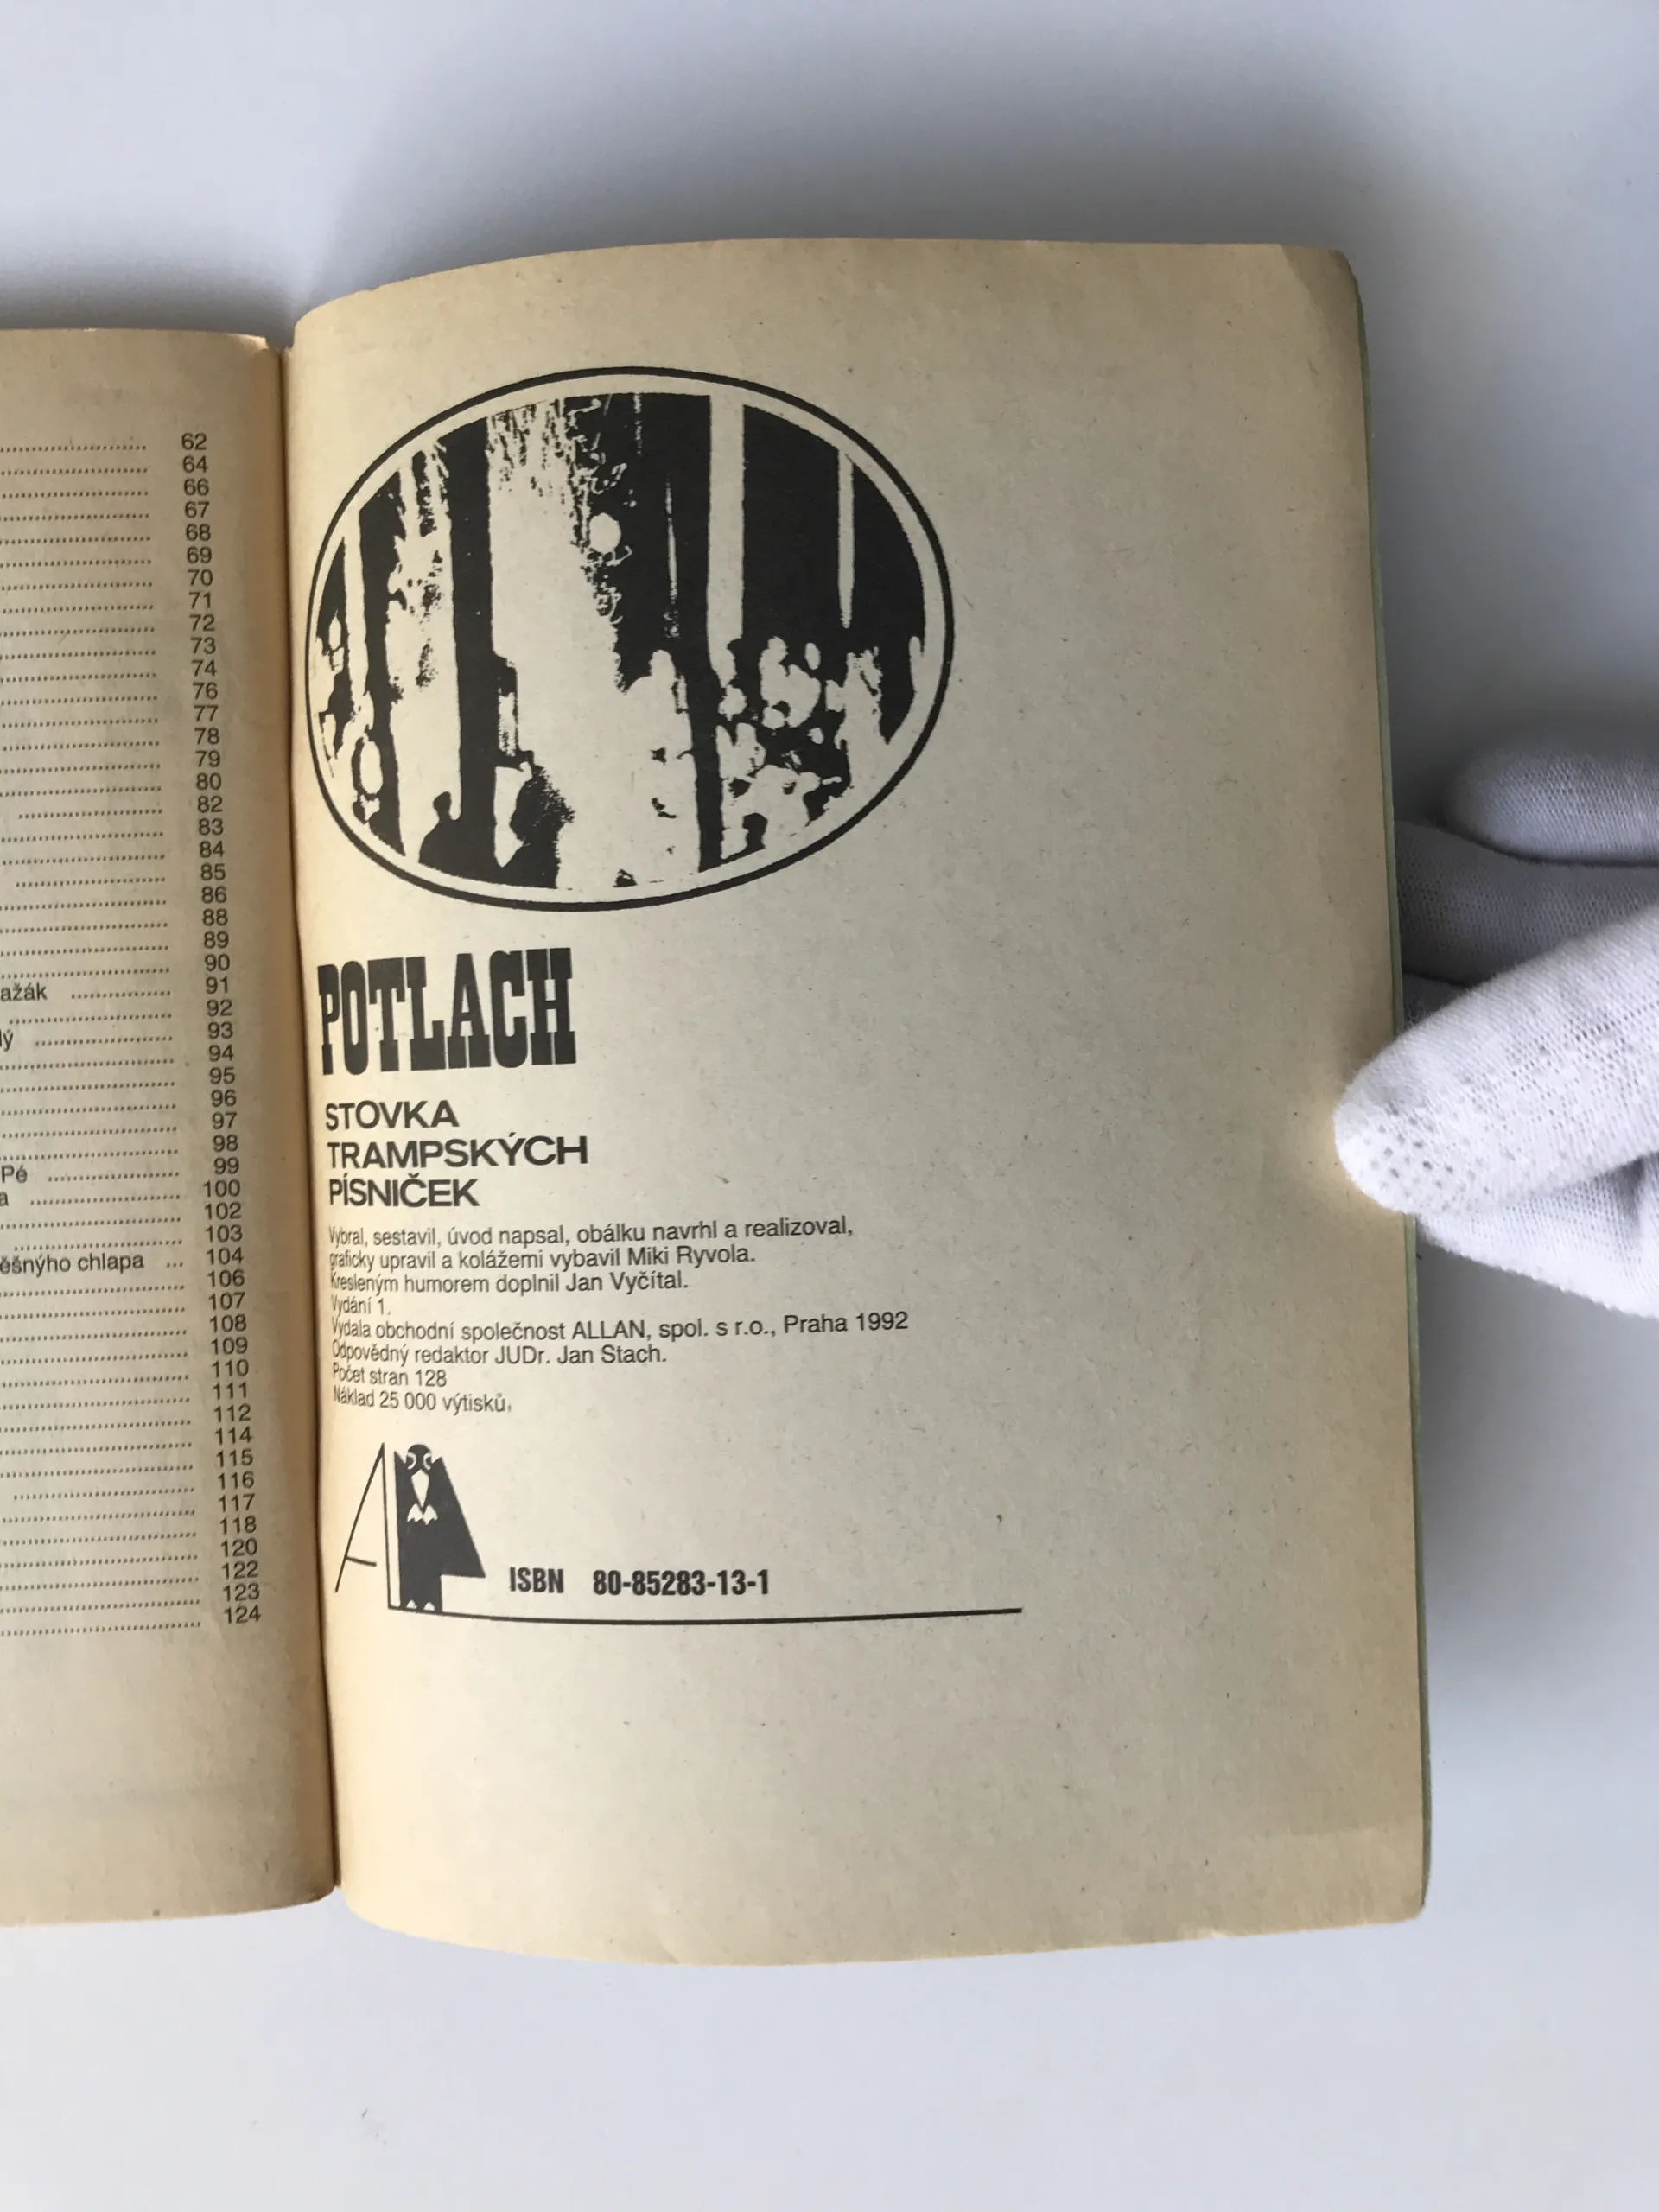 62
64
66
67
68
69
70
71
72
73
74
76
77
78
79
80
82
83
84
85
86
88
89
90
ažák ................ 91
92
lý ...................... 93
94
95
96
97
98
Pé ..................... 99
a ........................ 100
102
103
ěšnýho chlapa ... 104
106
107
108
109
110
111
112
114
115
116
117
118
120
122
123
124
POTLACH
STOVKA
TRAMPSKÝCH
PÍSNIČEK
Vybral, sestavil, úvod napsal, obálku navrhl a realizoval,
graficky upravil a kolážemi vybavil Miki Ryvola.
Kresleným humorem doplnil Jan Vyčítal.
Vydání 1.
Vydala obchodní společnost ALLAN, spol. s r.o., Praha 1992
Odpovědný redaktor JUDr. Jan Stach.
Počet stran 128
Náklad 25 000 výtisků.
ISBN 80-85283-13-1